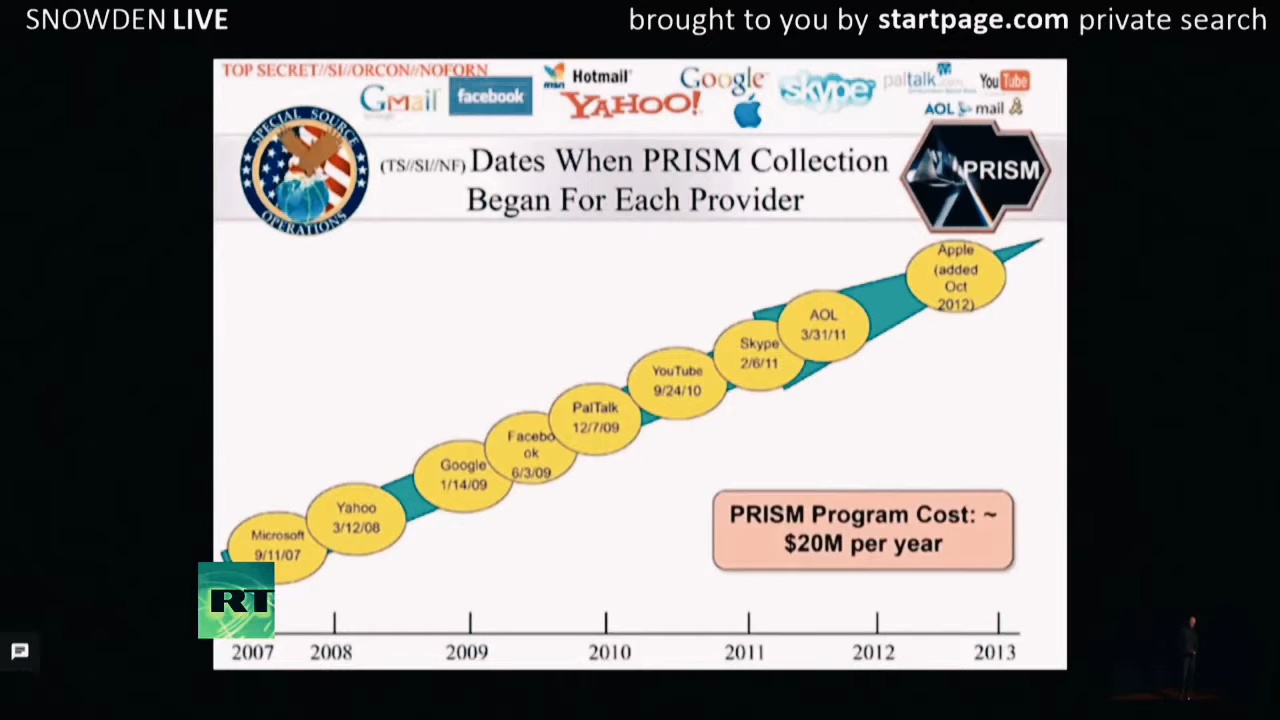 SNOWDEN LIVE
brought to you by startpage.com private search
TOP SECRET//SI//ORCON//NOFORN
msn Hotmail
Google
skype
paltalk.com
YouTube
Gmail
facebook
YAHOO!
AOL mail
SPECIAL SOURCE
OPERATIONS
(TS//SI//NF) Dates When PRISM Collection
Began For Each Provider
PRISM
Apple
(added
Oct
2012)
AOL
3/31/11
Skype
2/6/11
YouTube
9/24/10
PalTalk
12/7/09
Facebo
ok
6/3/09
Google
1/14/09
Yahoo
3/12/08
Microsoft
9/11/07
PRISM Program Cost: ~
$20M per year
RT
2007 2008 2009 2010 2011 2012 2013